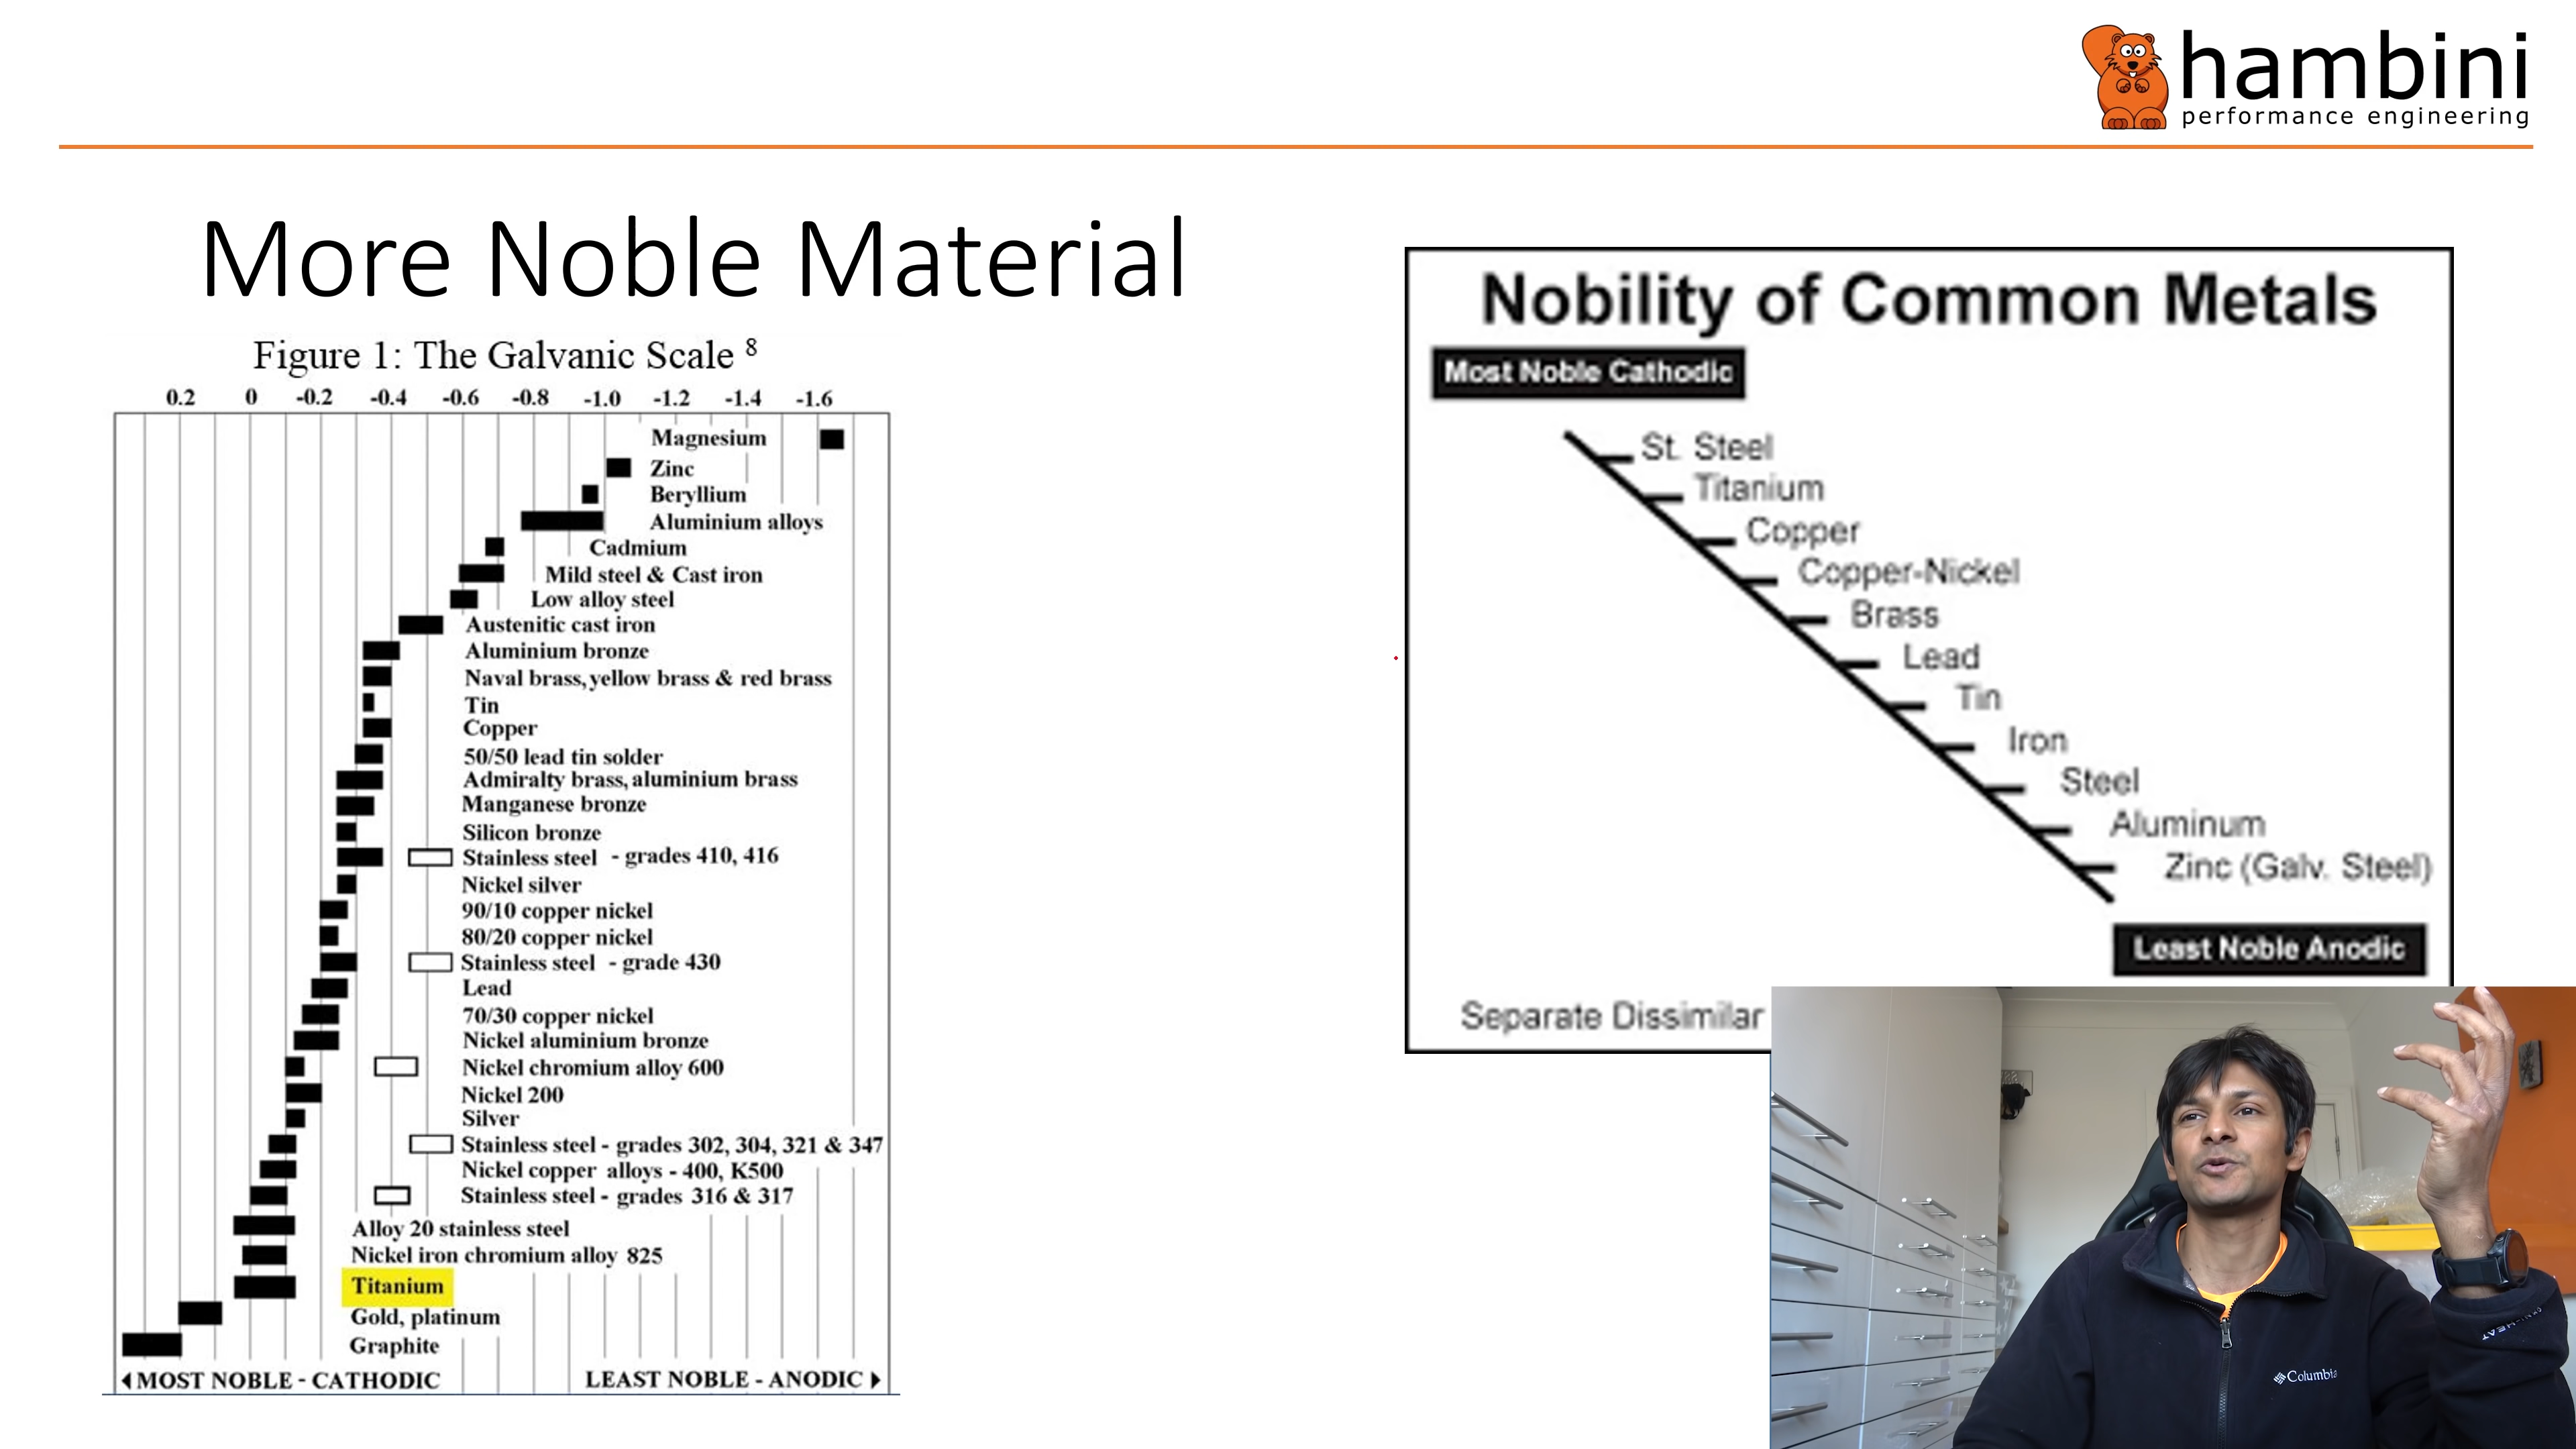 hambini
performance engineering
More Noble Material
Figure 1: The Galvanic Scale 8
0.2 0 -0.2 -0.4 -0.6 -0.8 -1.0 -1.2 -1.4 -1.6
Magnesium
Zinc
Beryllium
Aluminium alloys
Cadmium
Mild steel & Cast iron
Low alloy steel
Austenitic cast iron
Aluminium bronze
Naval brass, yellow brass & red brass
Tin
Copper
50/50 lead tin solder
Admiralty brass, aluminium brass
Manganese bronze
Silicon bronze
Stainless steel - grades 410, 416
Nickel silver
90/10 copper nickel
80/20 copper nickel
Stainless steel - grade 430
Lead
70/30 copper nickel
Nickel aluminium bronze
Nickel chromium alloy 600
Nickel 200
Silver
Stainless steel - grades 302, 304, 321 & 347
Nickel copper alloys - 400, K500
Stainless steel - grades 316 & 317
Alloy 20 stainless steel
Nickel iron chromium alloy 825
Titanium
Gold, platinum
Graphite
MOST NOBLE - CATHODIC LEAST NOBLE - ANODIC
Nobility of Common Metals
Most Noble Cathodic
St. Steel
Titanium
Copper
Copper-Nickel
Brass
Lead
Tin
Iron
Steel
Aluminum
Zinc (Galv. Steel)
Least Noble Anodic
Separate Dissimilar
Columbia